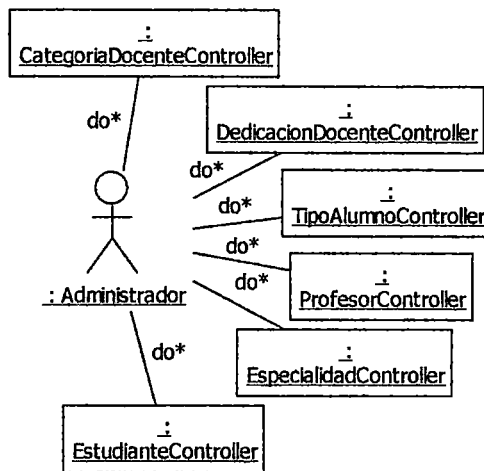 :
CategoriaDocenteController
do*
:
DedicacionDocenteController
do*
:
TipoAlumnoController
do*
do*
:
ProfesorController
do*
: Administrador
:
EspecialidadController
do*
:
EstudianteController